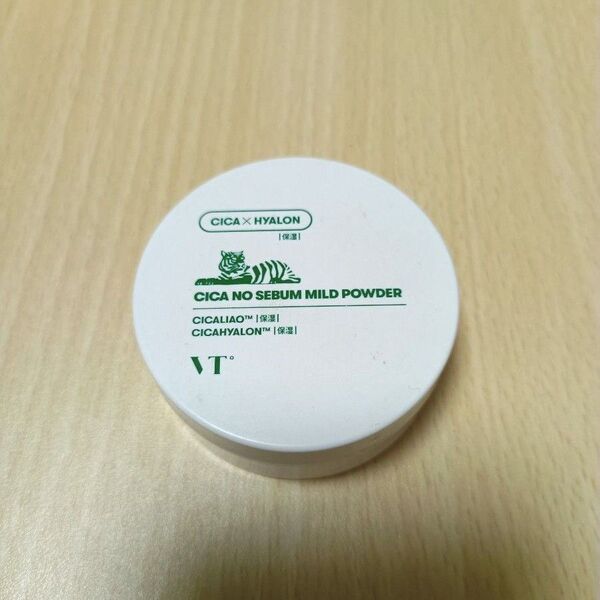 CICA × HYALON
|保湿|
CICA NO SEBUM MILD POWDER
CICALIAO™ |保湿|
CICAHYALON™ |保湿|
VT°